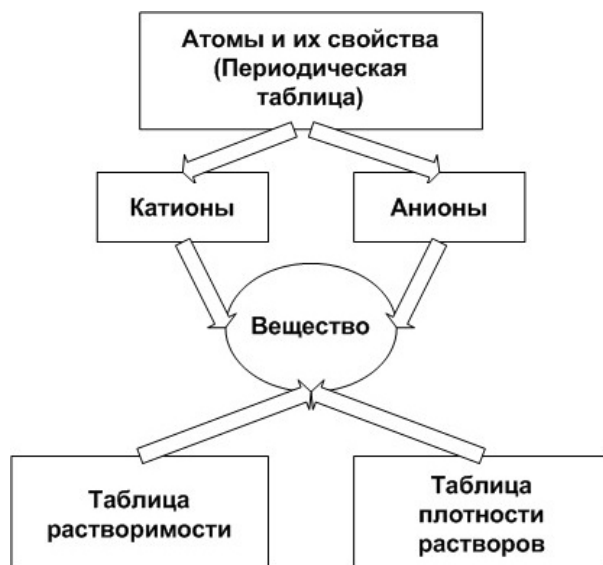 Атомы и их свойства
(Периодическая
таблица)
Катионы
Анионы
Вещество
Таблица
растворимости
Таблица
плотности
растворов